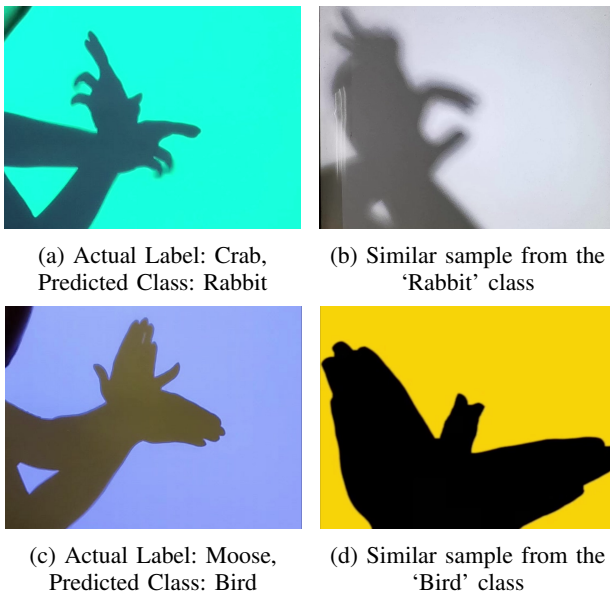 (a) Actual Label: Crab,
Predicted Class: Rabbit
(b) Similar sample from the
‘Rabbit’ class
(c) Actual Label: Moose,
Predicted Class: Bird
(d) Similar sample from the
‘Bird’ class